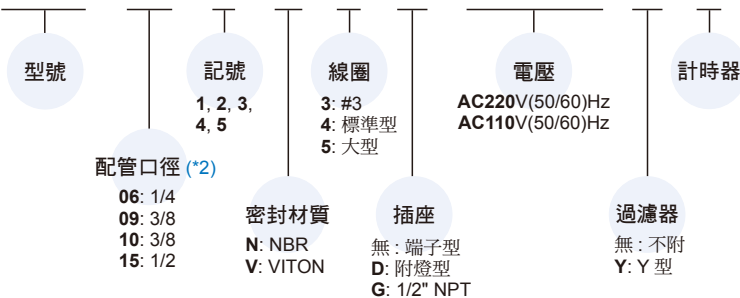 型號
記號
1, 2, 3,
4, 5
線圈
3: #3
4: 標準型
5: 大型
電壓
AC220V(50/60)Hz
AC110V(50/60)Hz
計時器
配管口徑 (*2)
06: 1/4
09: 3/8
10: 3/8
15: 1/2
密封材質
N: NBR
V: VITON
插座
無 : 端子型
D: 附燈型
G: 1/2" NPT
過濾器
無 : 不附
Y: Y 型